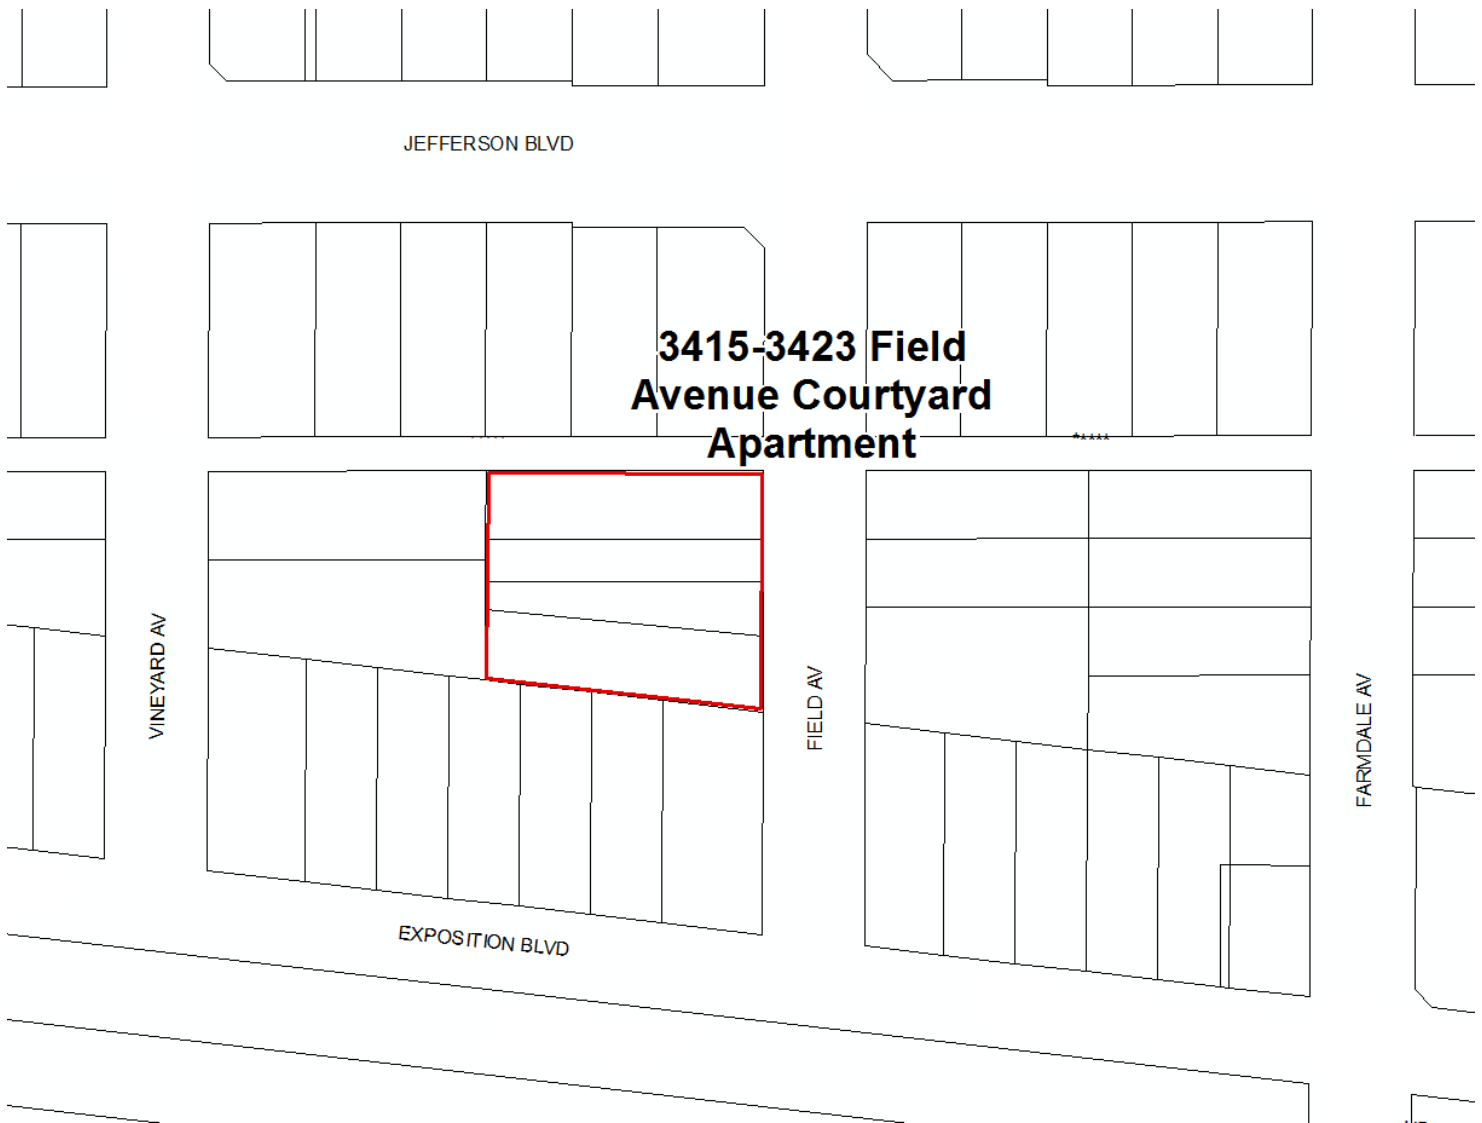 JEFFERSON BLVD
3415-3423 Field
Avenue Courtyard
Apartment
*****
VINEYARD AV
FIELD AV
FARMDALE AV
EXPOSITION BLVD